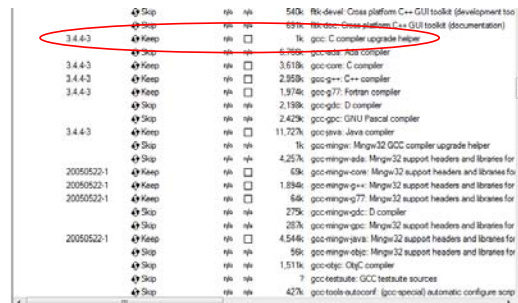 Skip n/a n/a 540k fltk-devel: Cross platform C++ GUI toolkit (development too
Skip n/a n/a 691k fltk-doc: Cross platform C++ GUI toolkit (documentation)
3.4.4-3 Keep n/a 1k gcc: C compiler upgrade helper
Skip n/a n/a gcc-ada: Ada compiler
3.4.4-3 Keep n/a 3,618k gcc-core: C compiler
3.4.4-3 Keep n/a 2,958k gcc-g++: C++ compiler
3.4.4-3 Keep n/a 1,974k gcc-g77: Fortran compiler
Skip n/a n/a 2,198k gcc-gdc: D compiler
Skip n/a n/a 2,429k gcc-gpc: GNU Pascal compiler
3.4.4-3 Keep n/a 11,727k gcc-java: Java compiler
Skip n/a n/a 1k gcc-mingw: Mingw32 GCC compiler upgrade helper
Skip n/a n/a 4,257k gcc-mingw-ada: Mingw32 support headers and libraries for
20050522-1 Keep n/a 69k gcc-mingw-core: Mingw32 support headers and libraries for
20050522-1 Keep n/a 1,894k gcc-mingw-g++: Mingw32 support headers and libraries for
20050522-1 Keep n/a 64k gcc-mingw-g77: Mingw32 support headers and libraries for
Skip n/a n/a 275k gcc-mingw-gdc: D compiler
Skip n/a n/a 287k gcc-mingw-gpc: Mingw32 support headers and libraries for
20050522-1 Keep n/a 4,544k gcc-mingw-java: Mingw32 support headers and libraries for
Skip n/a n/a 56k gcc-mingw-objc: Mingw32 support headers and libraries for
Skip n/a n/a 1,511k gcc-objc: ObjC compiler
Skip n/a n/a ? gcc-testsuite: GCC testsuite sources
Skip n/a n/a 427k gcc-tools-autoconf: (gcc-special) automatic configure scrip